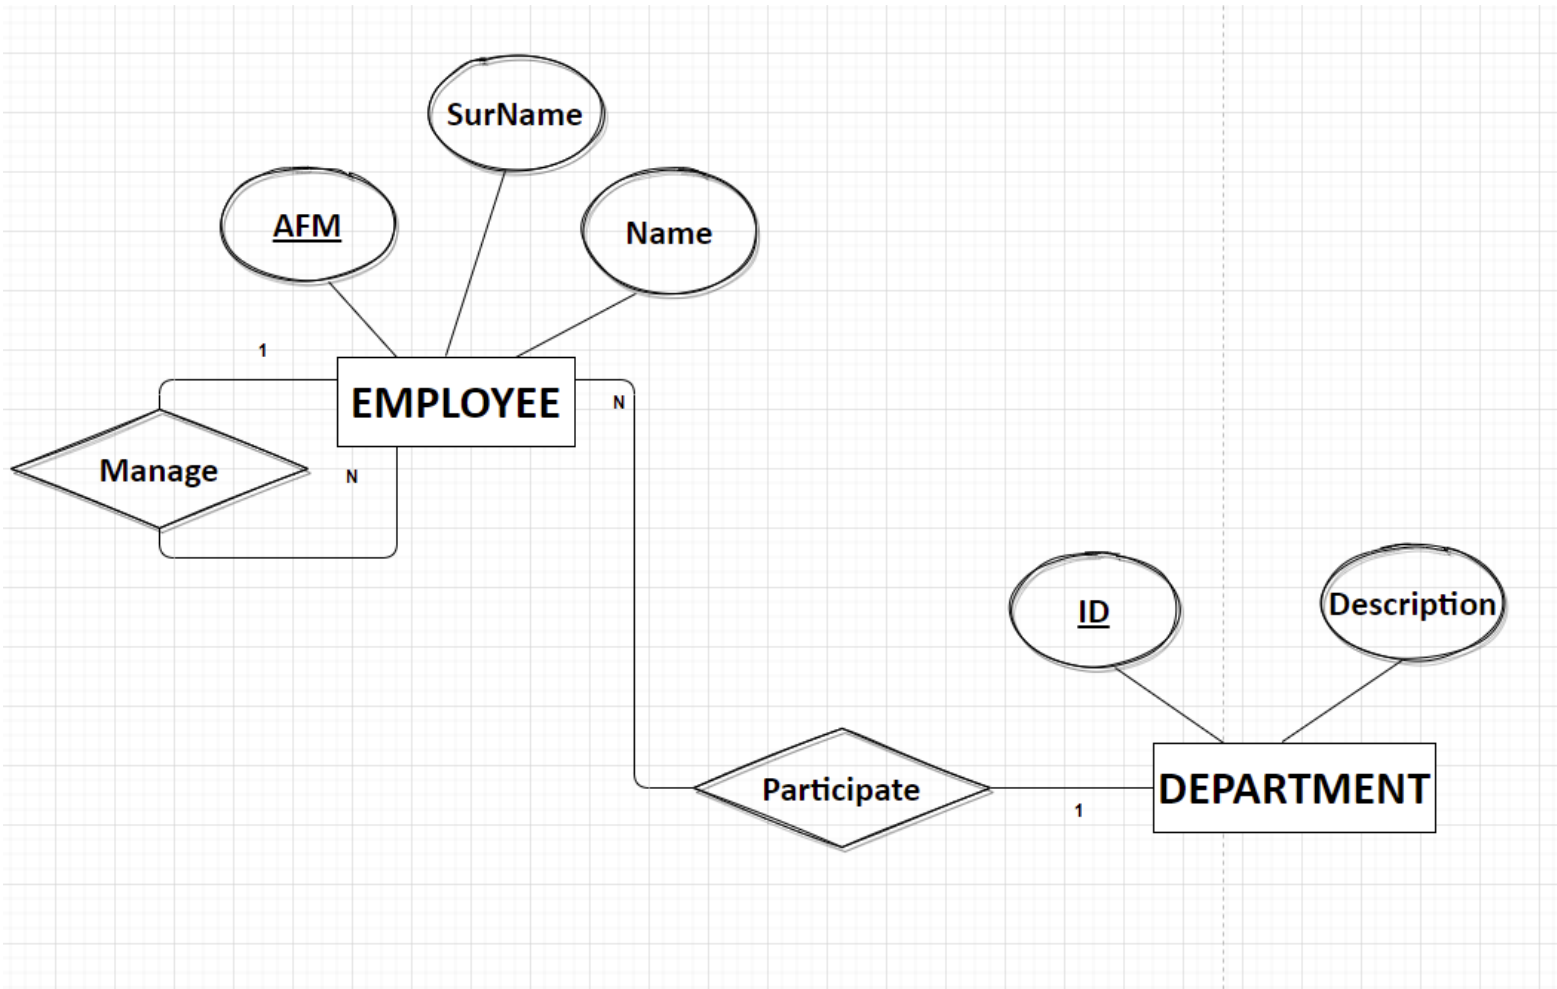 SurName
AFM
Name
1
EMPLOYEE
N
Manage
N
ID
Description
Participate
DEPARTMENT
1